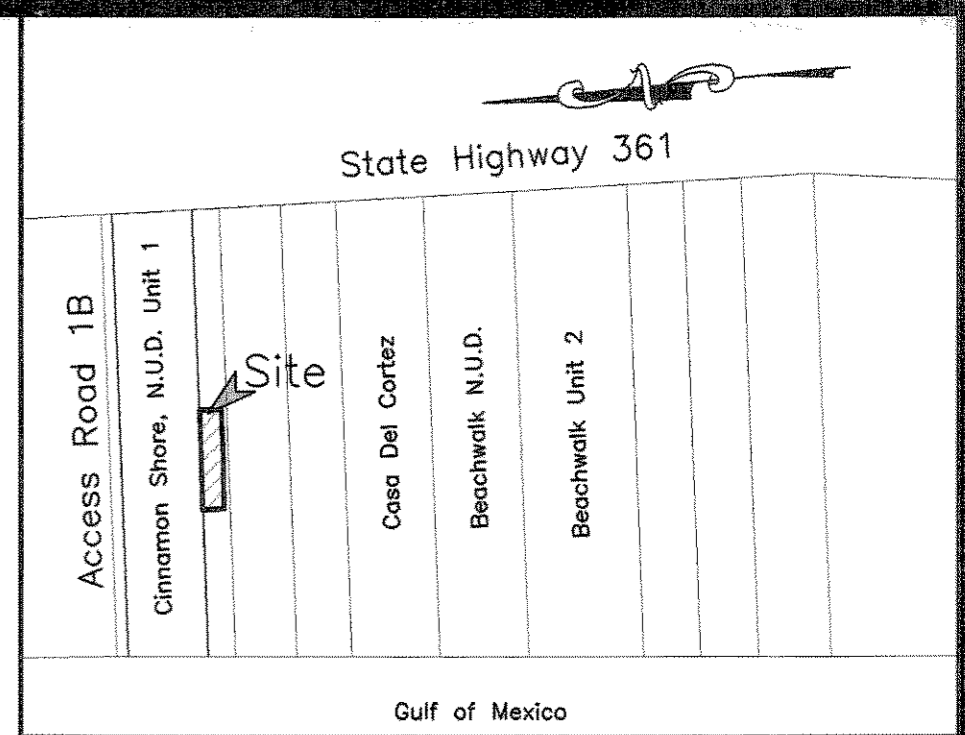 N
State Highway 361
Access Road 1B
Cinnamon Shore, N.U.D. Unit 1
Site
Casa Del Cortez
Beachwalk N.U.D.
Beachwalk Unit 2
Gulf of Mexico